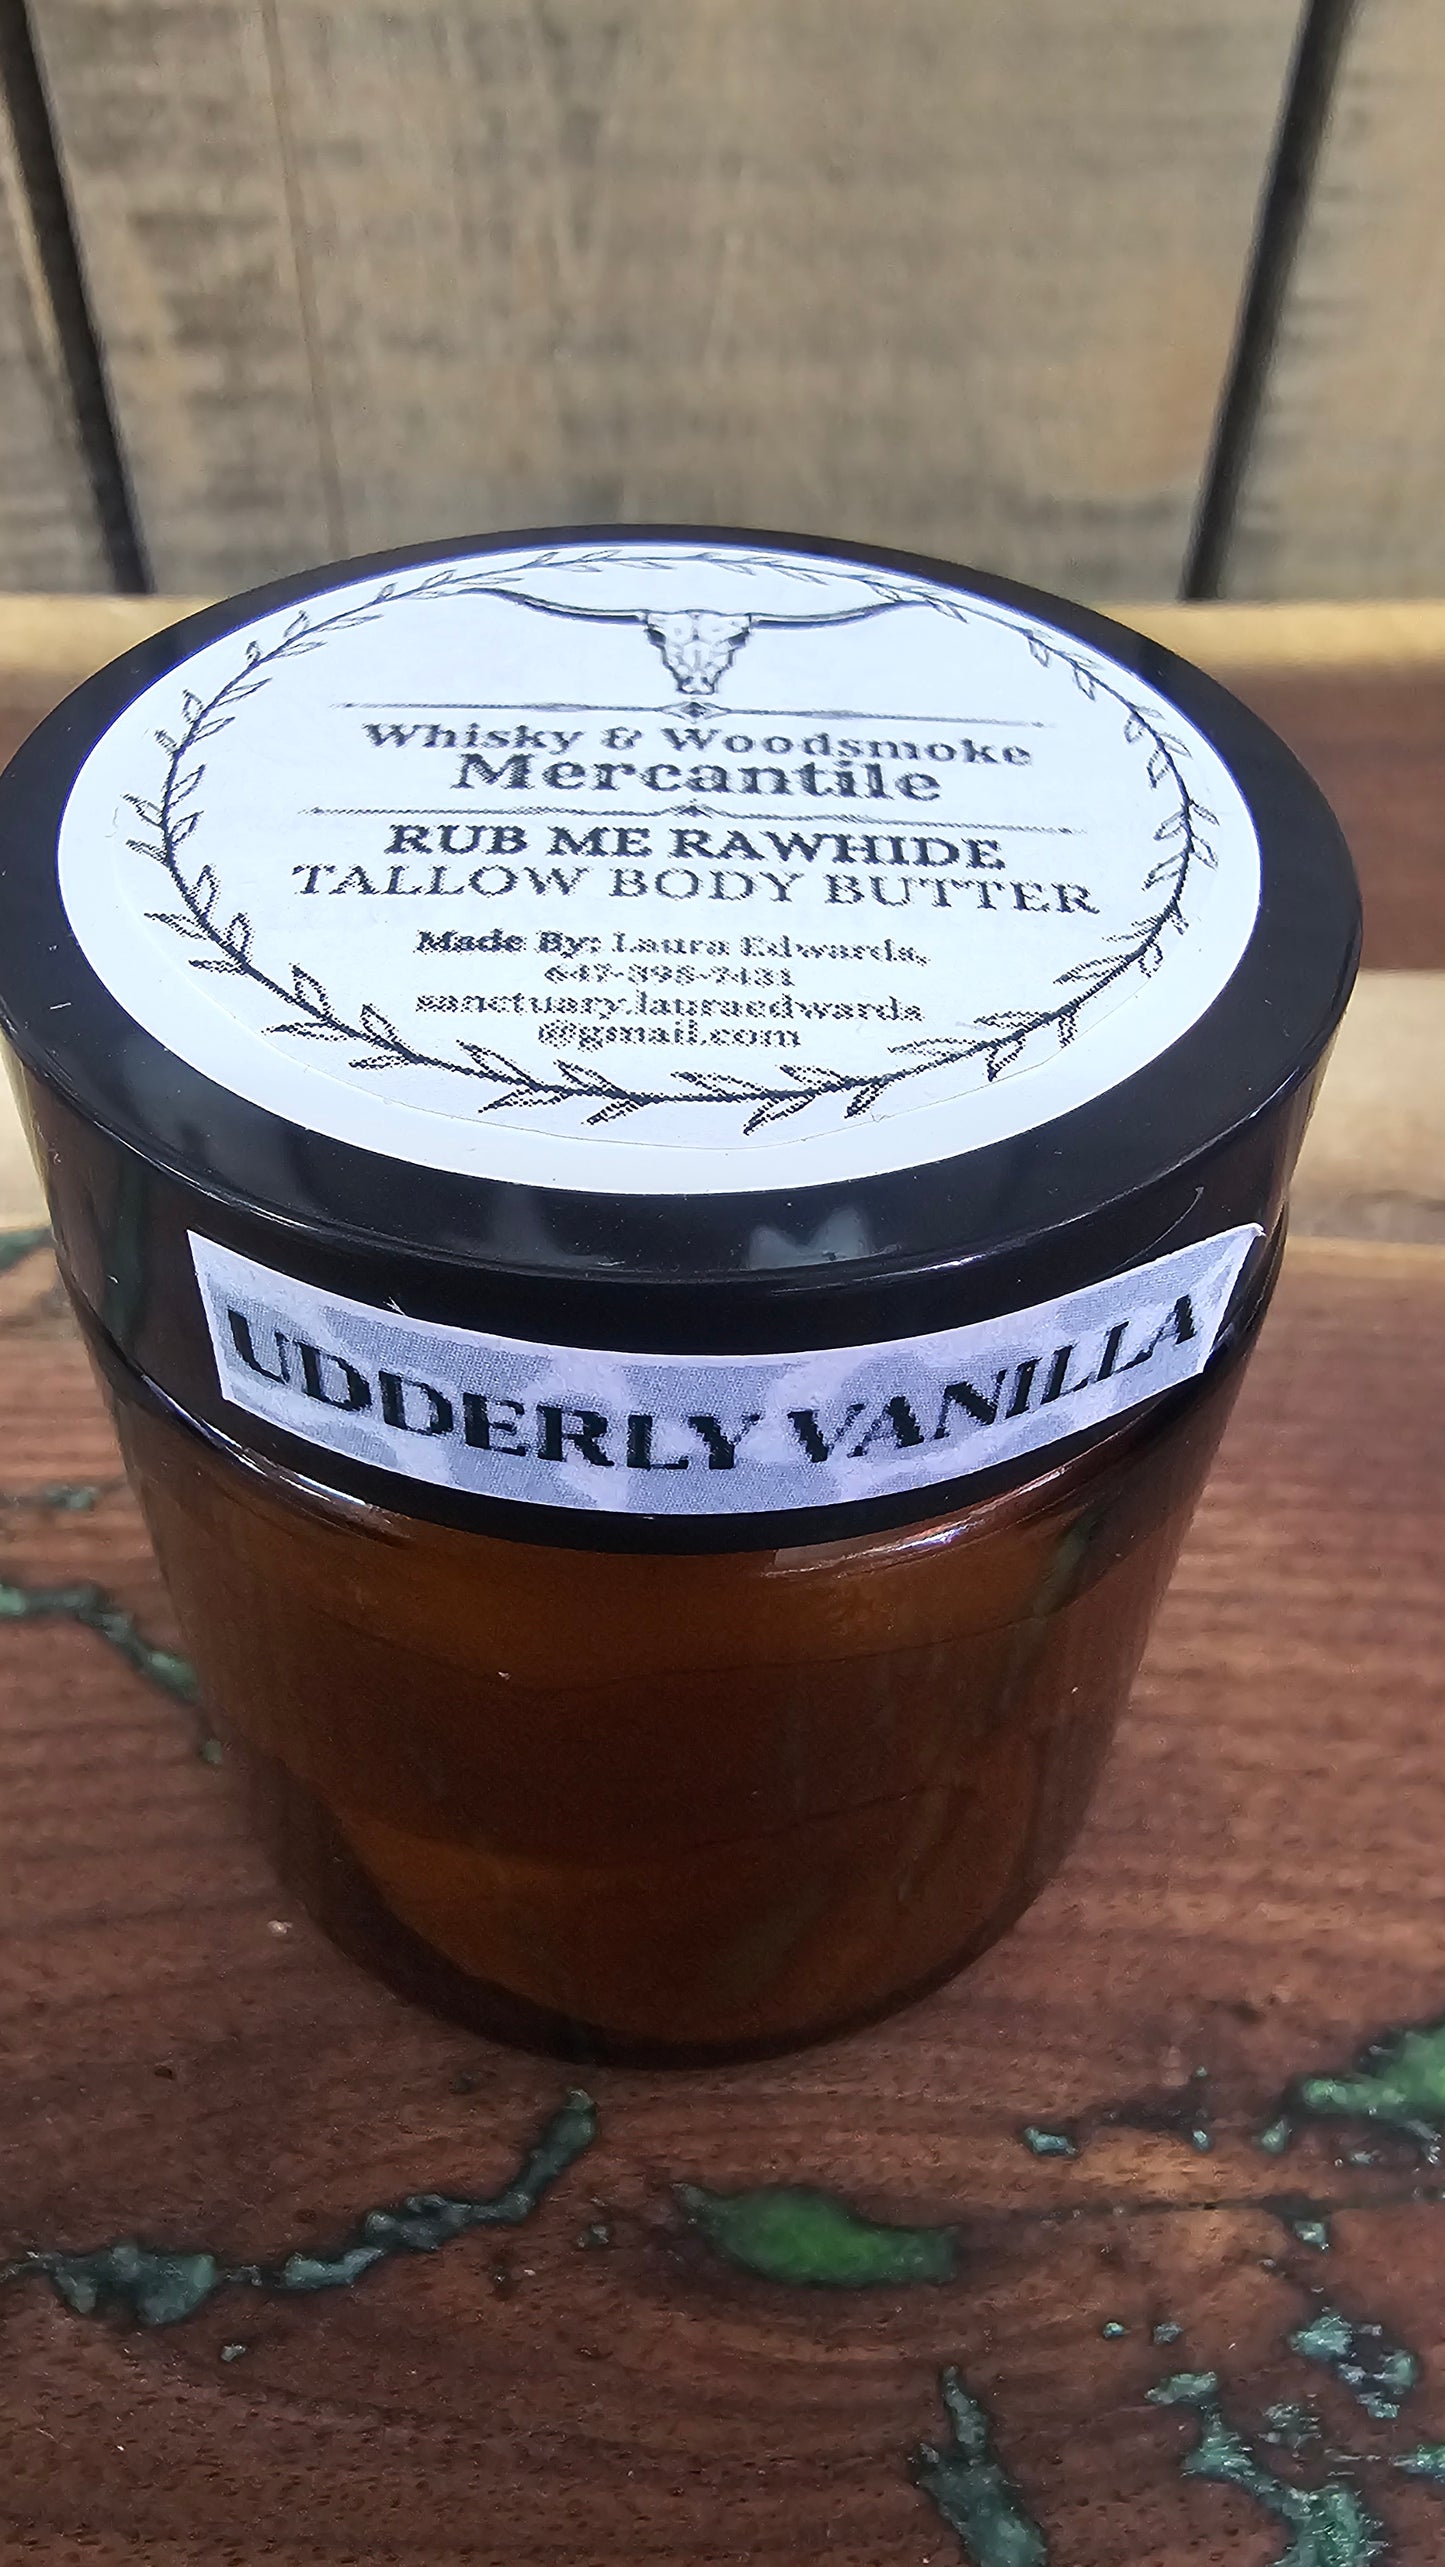 Whisky & Woodsmoke
Mercantile
RUB ME RAWHIDE
TALLOW BODY BUTTER
Made By: Laura Edwards,
647-398-7431
sanctuary.lauraedwards
@gmail.com
UDDERLY VANILLA